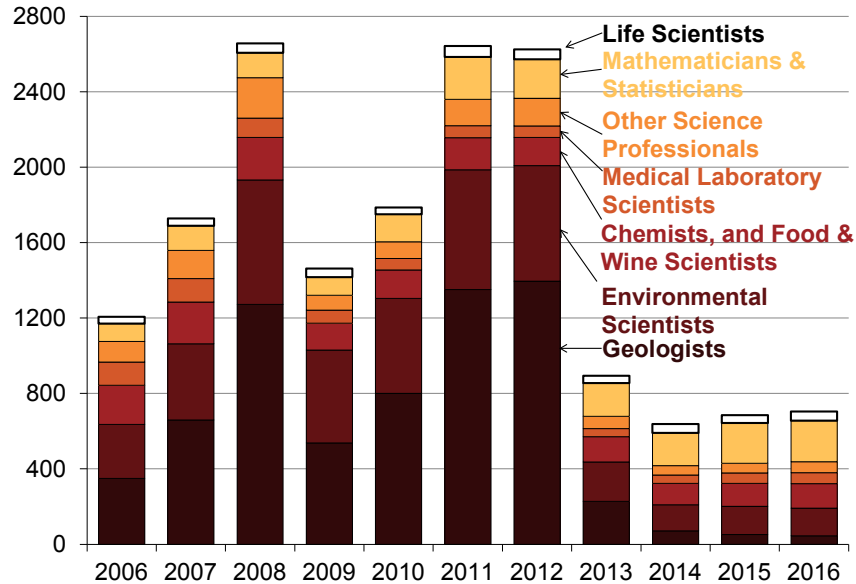 2800
2400
2000
1600
1200
800
400
0
Life Scientists
Mathematicians &
Statisticians
Other Science
Professionals
Medical Laboratory
Scientists
Chemists, and Food &
Wine Scientists
Environmental
Scientists
Geologists
2006 2007 2008 2009 2010 2011 2012 2013 2014 2015 2016